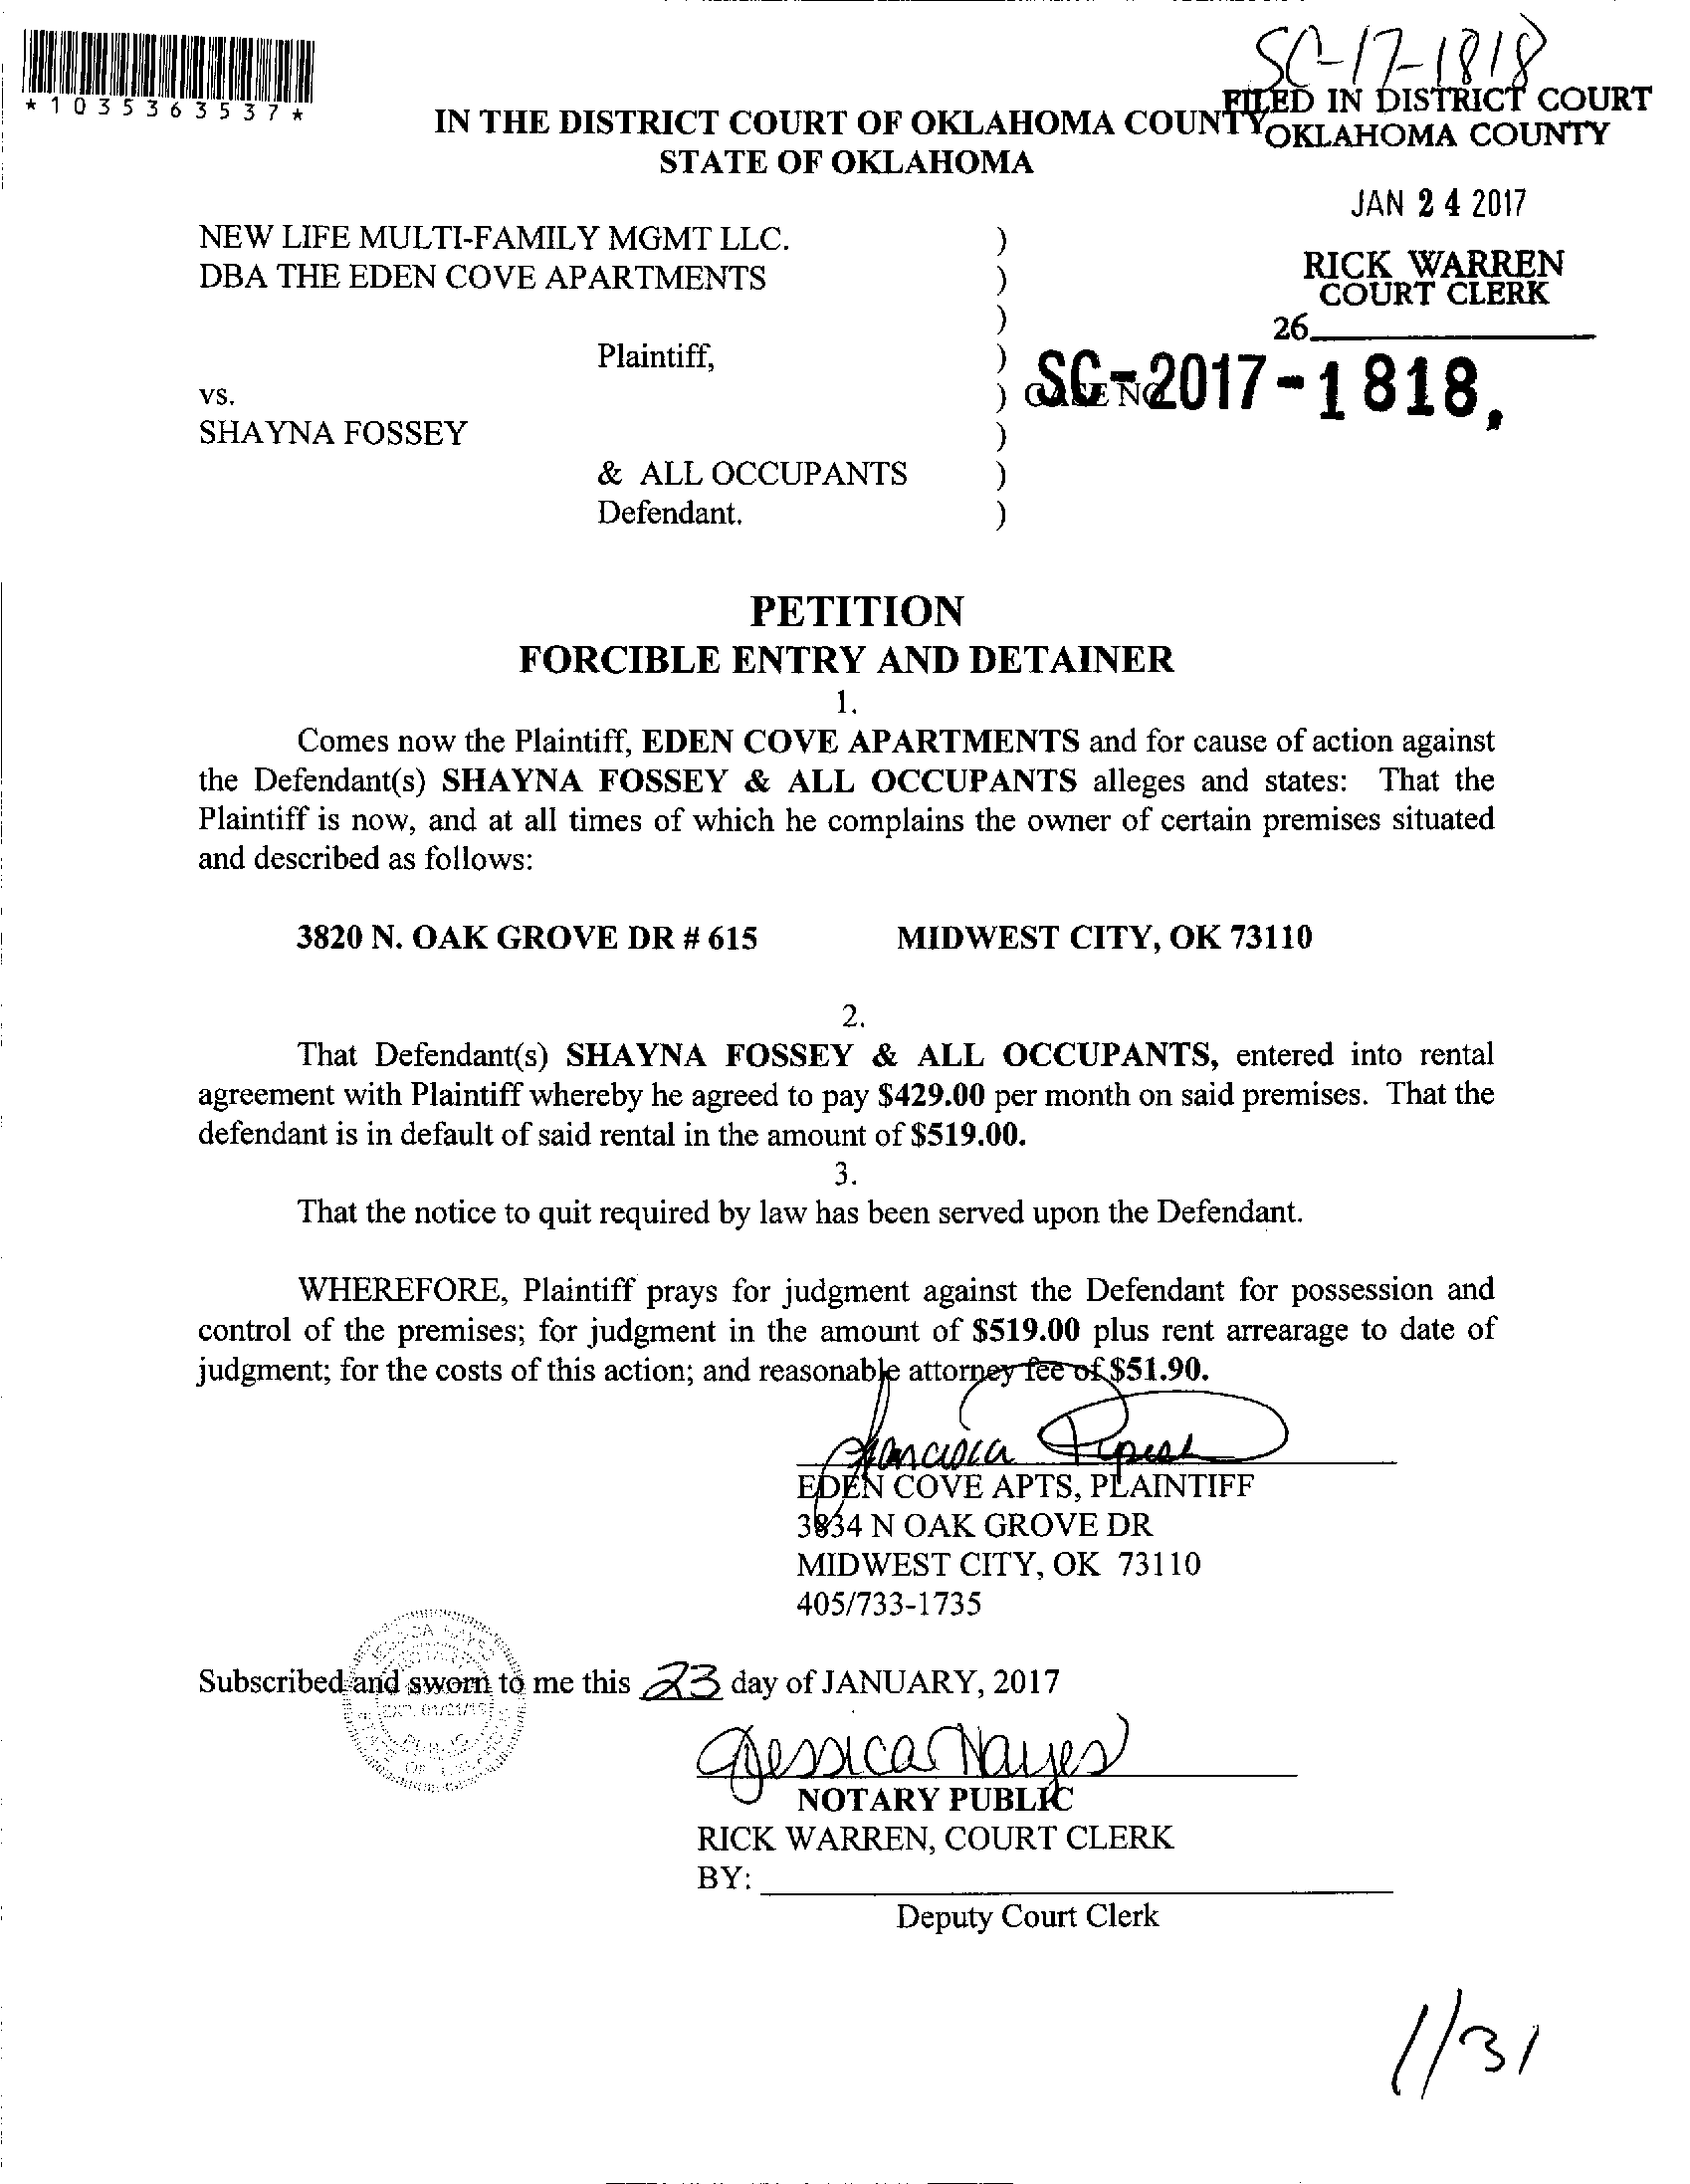 SC-17-1818
*1035363537*
FILED IN DISTRICT COURT
OKLAHOMA COUNTY
IN THE DISTRICT COURT OF OKLAHOMA COUNTY
STATE OF OKLAHOMA
JAN 24 2017
NEW LIFE MULTI-FAMILY MGMT LLC. )
DBA THE EDEN COVE APARTMENTS )
)
RICK WARREN
COURT CLERK
26
Plaintiff, )
vs. ) CASE NO. SC-2017-1818,
SHAYNA FOSSEY )
& ALL OCCUPANTS )
Defendant. )
PETITION
FORCIBLE ENTRY AND DETAINER
1.
Comes now the Plaintiff, EDEN COVE APARTMENTS and for cause of action against
the Defendant(s) SHAYNA FOSSEY & ALL OCCUPANTS alleges and states: That the
Plaintiff is now, and at all times of which he complains the owner of certain premises situated
and described as follows:
3820 N. OAK GROVE DR # 615 MIDWEST CITY, OK 73110
2.
That Defendant(s) SHAYNA FOSSEY & ALL OCCUPANTS, entered into rental
agreement with Plaintiff whereby he agreed to pay $429.00 per month on said premises. That the
defendant is in default of said rental in the amount of $519.00.
3.
That the notice to quit required by law has been served upon the Defendant.
WHEREFORE, Plaintiff prays for judgment against the Defendant for possession and
control of the premises; for judgment in the amount of $519.00 plus rent arrearage to date of
judgment; for the costs of this action; and reasonable attorney fee of $51.90.
EDEN COVE APTS, PLAINTIFF
3834 N OAK GROVE DR
MIDWEST CITY, OK 73110
405/733-1735
Subscribed and sworn to me this 23 day of JANUARY, 2017
Jessica Hayes
NOTARY PUBLIC
RICK WARREN, COURT CLERK
BY:
Deputy Court Clerk
1/31